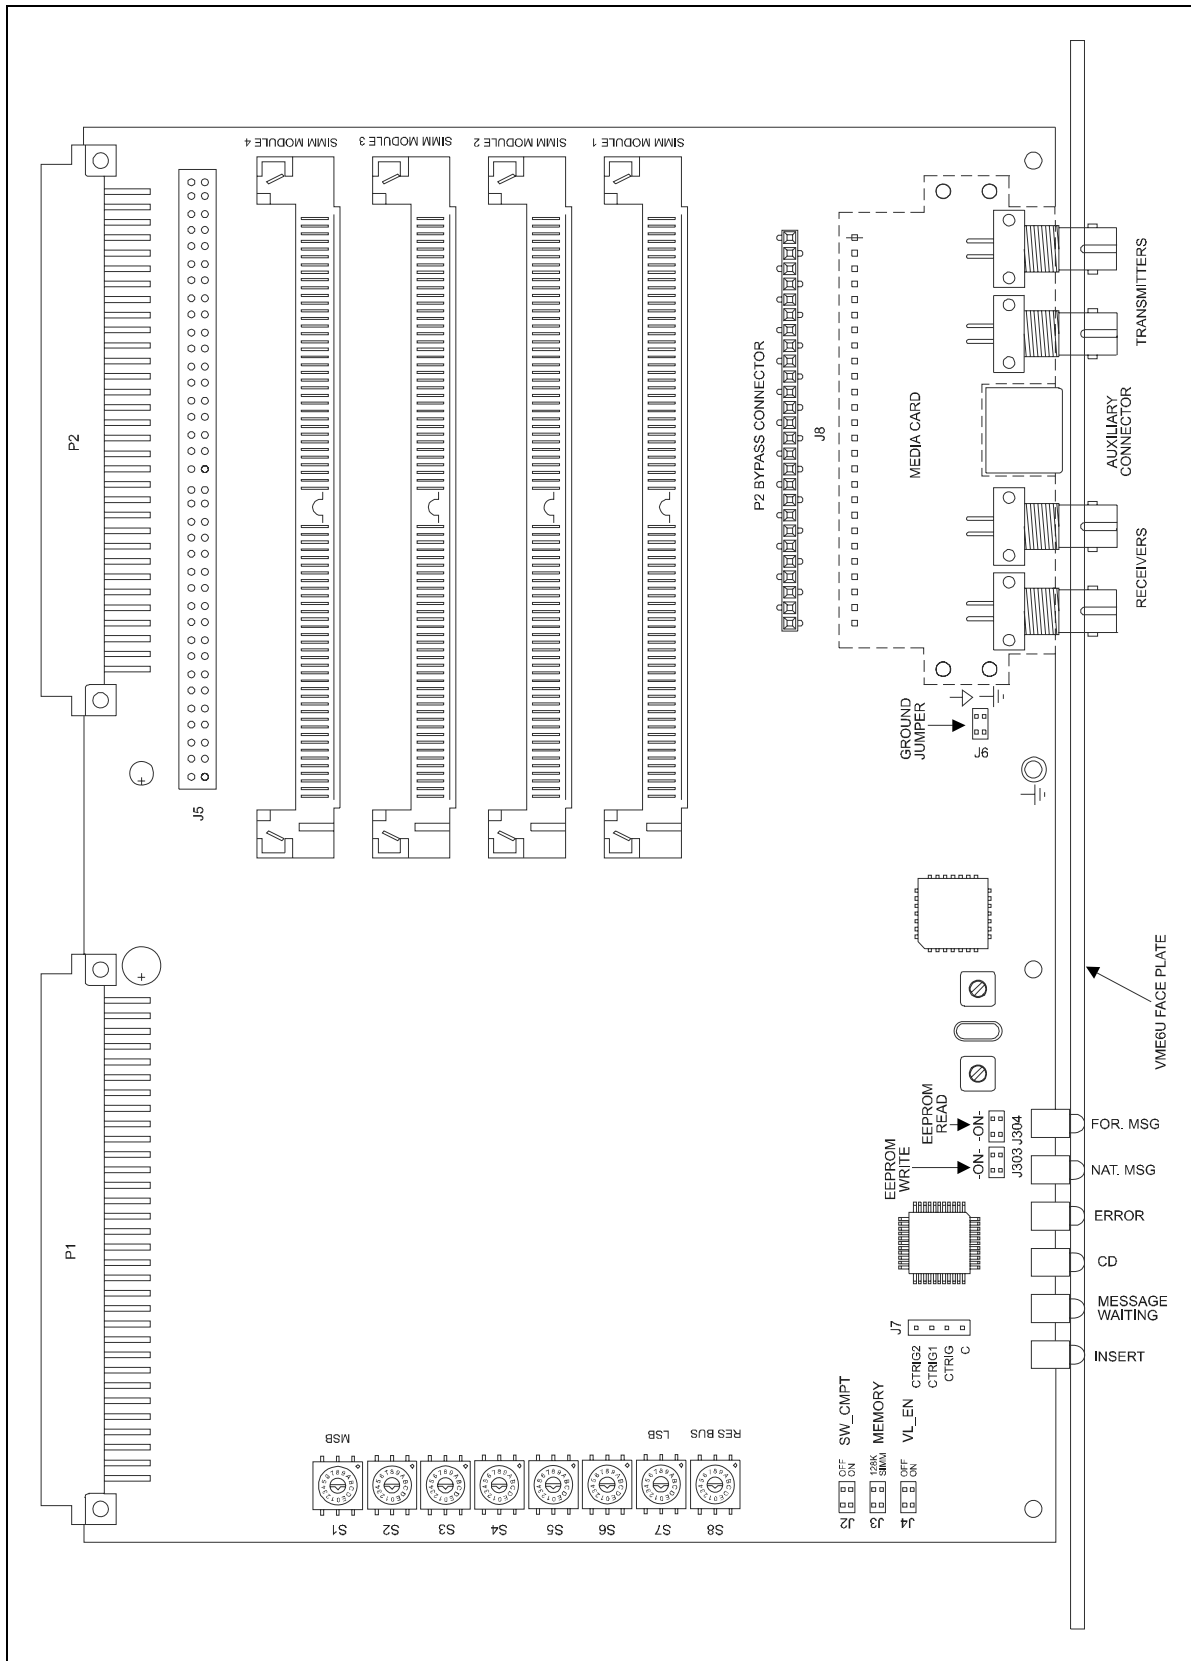 P2
P1
J5
SIMM MODULE 4
SIMM MODULE 3
SIMM MODULE 2
SIMM MODULE 1
P2 BYPASS CONNECTOR
J8
MEDIA CARD
TRANSMITTERS
AUXILIARY
CONNECTOR
RECEIVERS
GROUND
JUMPER
J6
VME6U FACE PLATE
EEPROM
READ
-ON-
J304
EEPROM
WRITE
-ON-
J303
FOR. MSG
NAT. MSG
ERROR
CD
MESSAGE
WAITING
INSERT
J7
CTRIG2
CTRIG1
CTRIG
C
MSB
LSB
RES BUS
S1
S2
S3
S4
S5
S6
S7
S8
SW_CMPT
OFF
ON
J2
MEMORY
128K
SIMM
J3
VL_EN
OFF
ON
J4